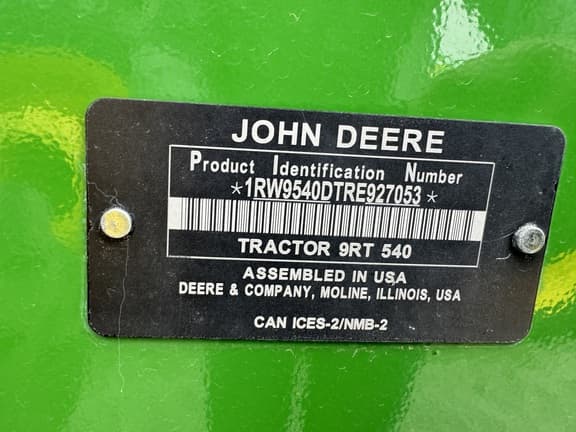 JOHN DEERE
Product Identification Number
*1RW9540DTRE927053*
TRACTOR 9RT 540
ASSEMBLED IN USA
DEERE & COMPANY, MOLINE, ILLINOIS, USA
CAN ICES-2/NMB-2